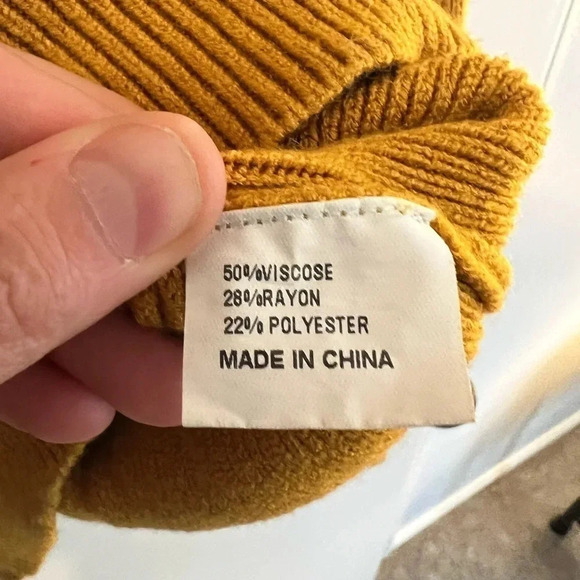 50%VISCOSE
28%RAYON
22% POLYESTER
MADE IN CHINA